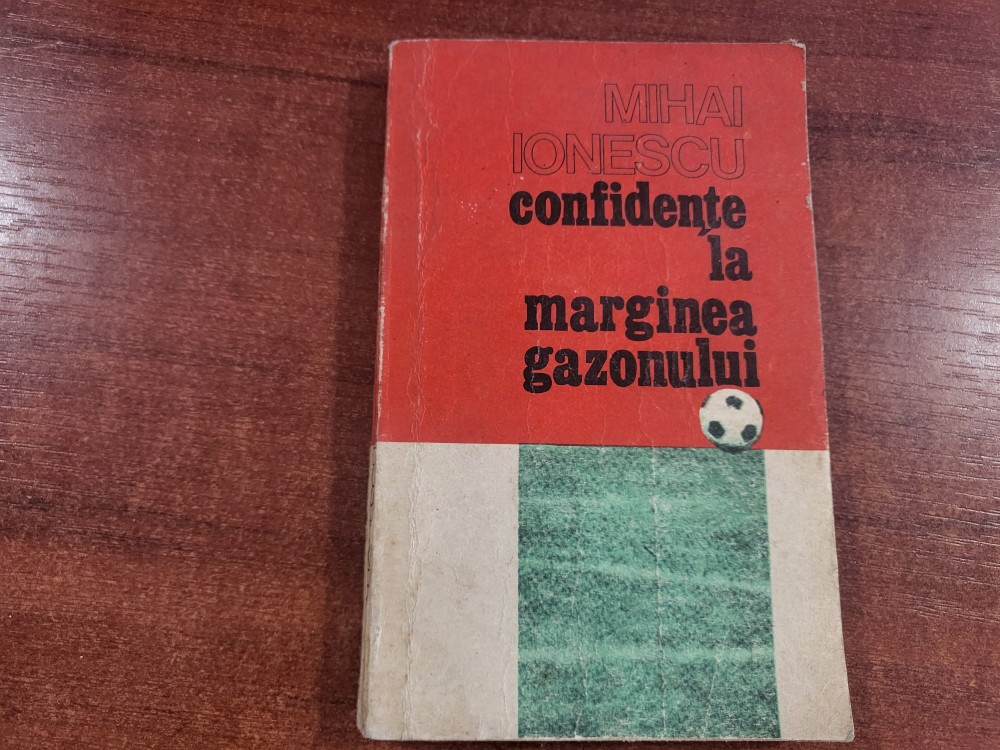 MIHAI
IONESCU
confidențe
la
marginea
gazonului